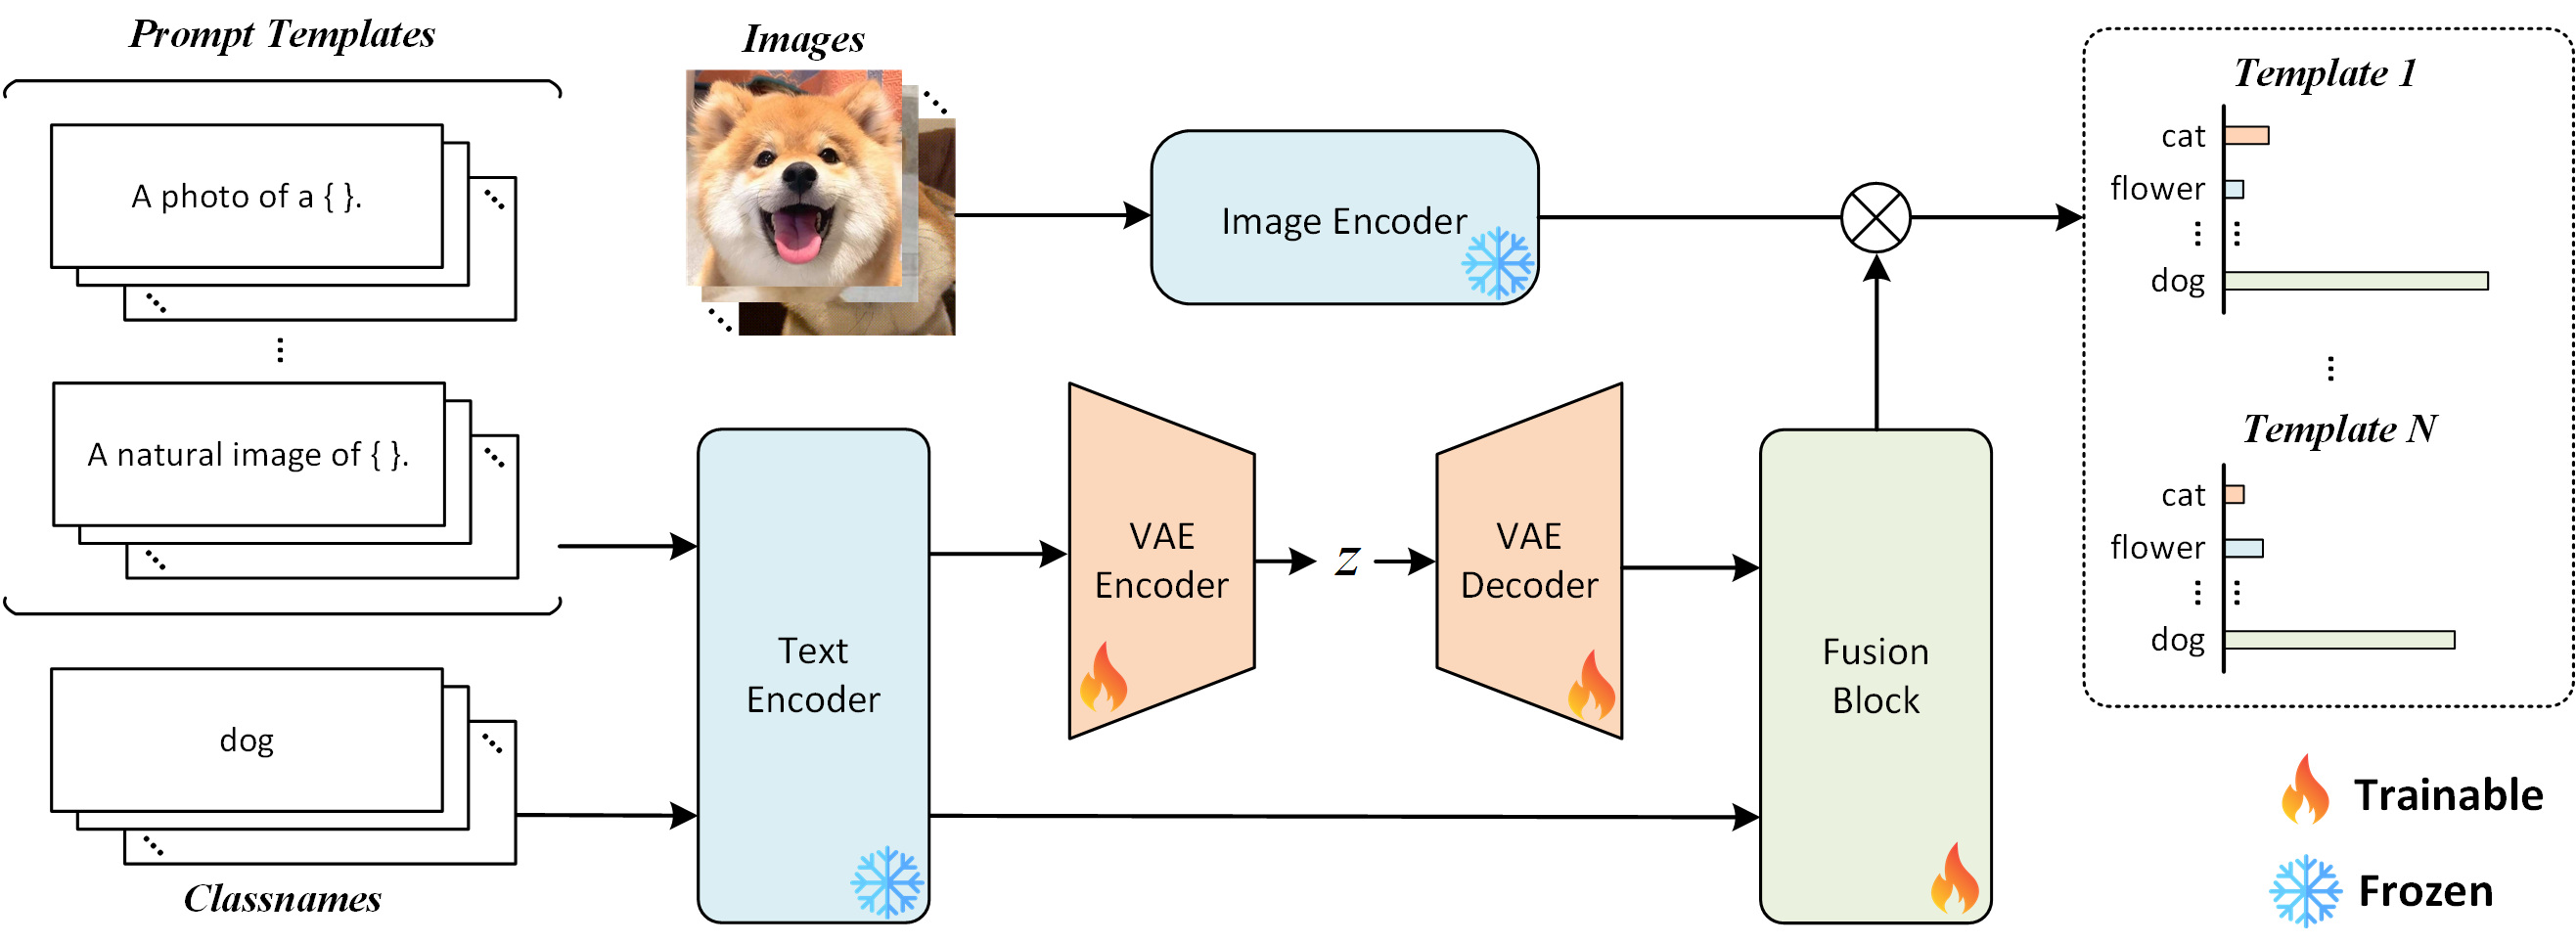 Prompt Templates
A photo of a { }.
A natural image of { }.
dog
Classnames
Images
Image Encoder
Text
Encoder
VAE
Encoder
z
VAE
Decoder
Fusion
Block
Template 1
cat
flower
dog
Template N
cat
flower
dog
Trainable
Frozen